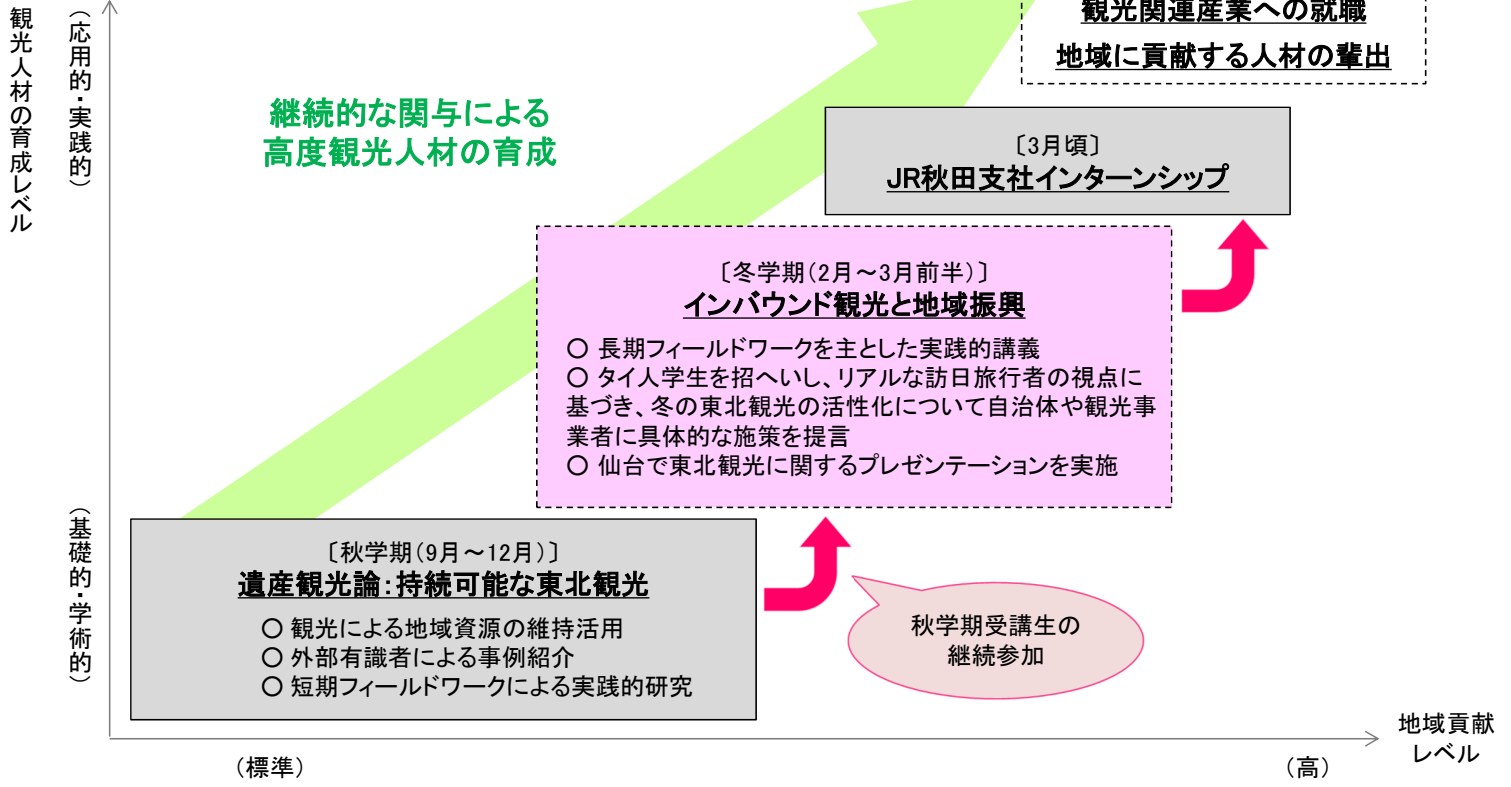 観光人材の育成レベル
（応用的・実践的）
（基礎的・学術的）
観光関連産業への就職
地域に貢献する人材の輩出
継続的な関与による
高度観光人材の育成
〔3月頃〕
JR秋田支社インターンシップ
〔冬学期(2月～3月前半)〕
インバウンド観光と地域振興
○ 長期フィールドワークを主とした実践的講義
○ タイ人学生を招へいし、リアルな訪日旅行者の視点に
基づき、冬の東北観光の活性化について自治体や観光事
業者に具体的な施策を提言
○ 仙台で東北観光に関するプレゼンテーションを実施
〔秋学期(9月～12月)〕
遺産観光論：持続可能な東北観光
○ 観光による地域資源の維持活用
○ 外部有識者による事例紹介
○ 短期フィールドワークによる実践的研究
秋学期受講生の
継続参加
地域貢献
レベル
（標準）
（高）